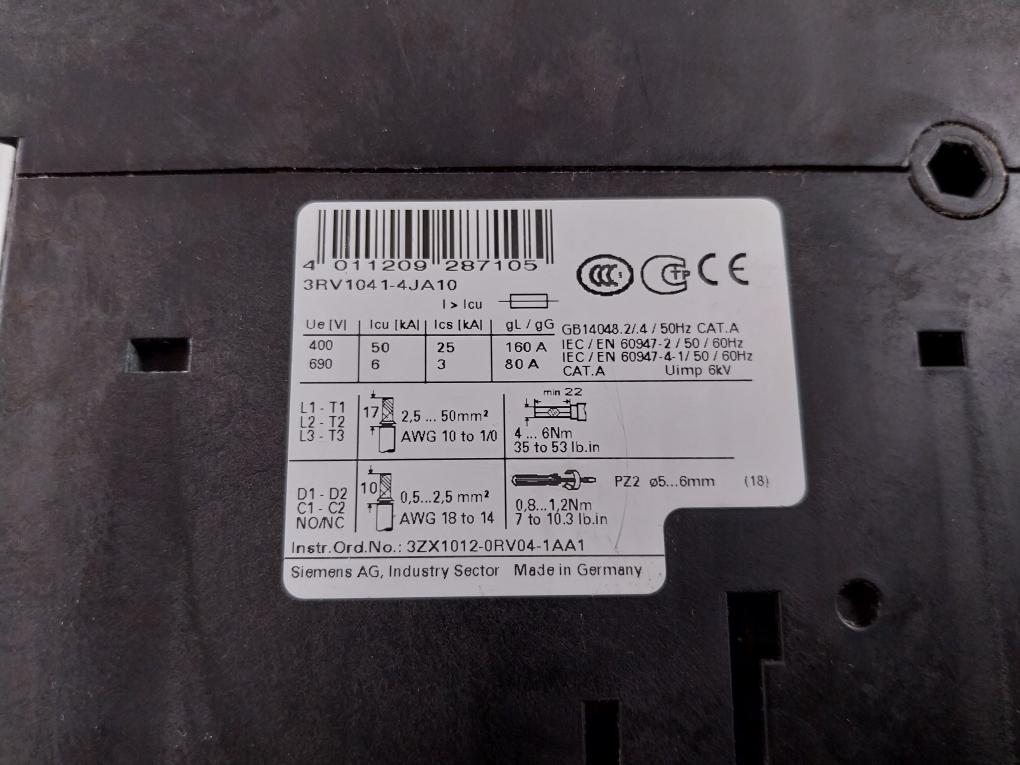 4 011209 287105
3RV1041-4JA10
I > Icu
CCC 1 CTP CE
Ue [V] Icu [kA] Ics [kA] gL / gG
400 50 25 160 A
690 6 3 80 A
GB14048.2/.4 / 50Hz CAT.A
IEC / EN 60947-2 / 50 / 60Hz
IEC / EN 60947-4-1/ 50 / 60Hz
CAT.A Uimp 6kV
L1 - T1
L2 - T2
L3 - T3
17
2,5 ... 50mm²
AWG 10 to 1/0
min 22
4 ... 6Nm
35 to 53 lb.in
D1 - D2
C1 - C2
NO/NC
10
0,5...2,5 mm²
AWG 18 to 14
PZ2 ø5...6mm (18)
0,8...1,2Nm
7 to 10.3 lb.in
Instr.Ord.No.: 3ZX1012-0RV04-1AA1
Siemens AG, Industry Sector Made in Germany